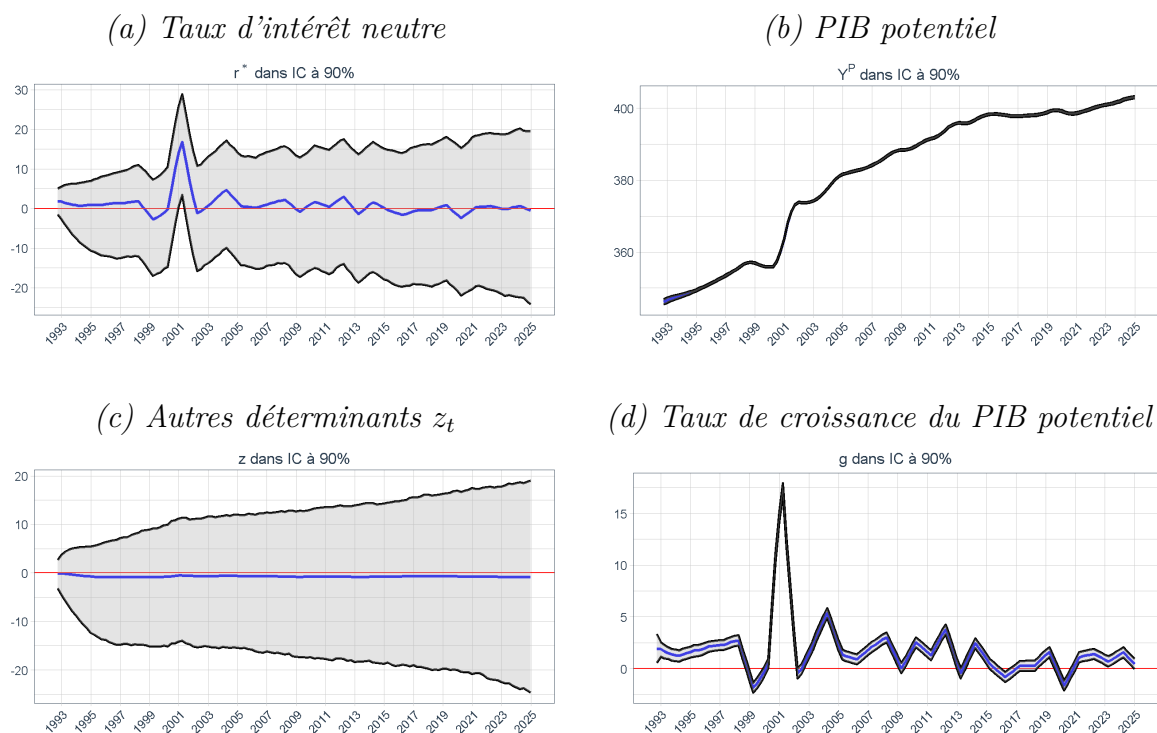 (a) Taux d'intérêt neutre
r* dans IC à 90%
30
20
10
0
-10
-20
1993 1995 1997 1999 2001 2003 2005 2007 2009 2011 2013 2015 2017 2019 2021 2023 2025
(b) PIB potentiel
Y^P dans IC à 90%
400
380
360
1993 1995 1997 1999 2001 2003 2005 2007 2009 2011 2013 2015 2017 2019 2021 2023 2025
(c) Autres déterminants z_t
z dans IC à 90%
20
10
0
-10
-20
1993 1995 1997 1999 2001 2003 2005 2007 2009 2011 2013 2015 2017 2019 2021 2023 2025
(d) Taux de croissance du PIB potentiel
g dans IC à 90%
15
10
5
0
1993 1995 1997 1999 2001 2003 2005 2007 2009 2011 2013 2015 2017 2019 2021 2023 2025